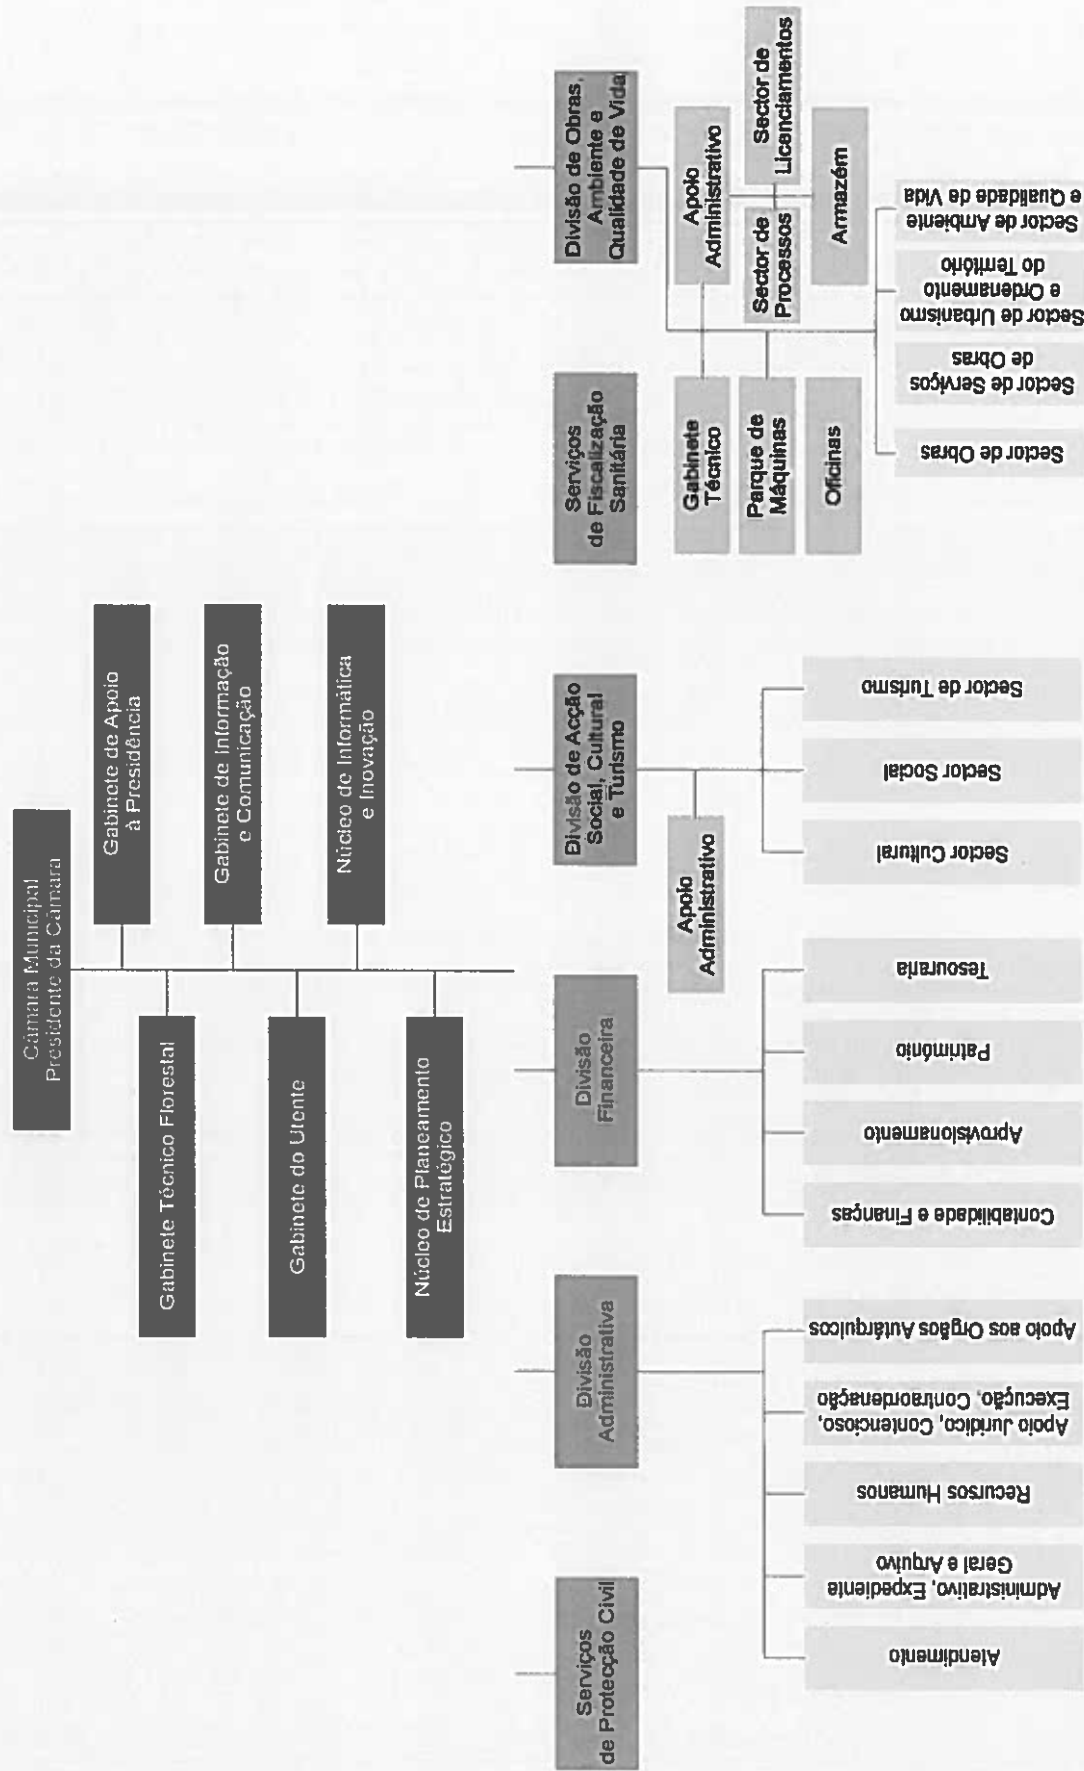 Câmara Municipal
Presidente da Câmara
Gabinete de Apoio
à Presidência
Gabinete Técnico Florestal
Gabinete de Informação
e Comunicação
Gabinete do Utente
Núcleo de Informática
e Inovação
Núcleo de Planeamento
Estratégico
Serviços
de Protecção Civil
Divisão
Administrativa
Divisão
Financeira
Divisão de Acção
Social, Cultural
e Turismo
Serviços
de Fiscalização
Sanitária
Divisão de Obras,
Ambiente e
Qualidade de Vida
Atendimento
Administrativo, Expediente
Geral e Arquivo
Recursos Humanos
Apoio Jurídico, Contencioso,
Execução, Contraordenação
Apoio aos Orgãos Autárquicos
Contabilidade e Finanças
Aprovisionamento
Património
Tesouraria
Apoio
Administrativo
Sector Cultural
Sector Social
Sector de Turismo
Gabinete
Técnico
Apoio
Administrativo
Parque de
Máquinas
Sector de
Processos
Sector de
Licenciamentos
Oficinas
Armazém
Sector de Obras
Sector de Serviços
de Obras
Sector de Urbanismo
e Ordenamento
do Território
Sector de Ambiente
e Qualidade de Vida